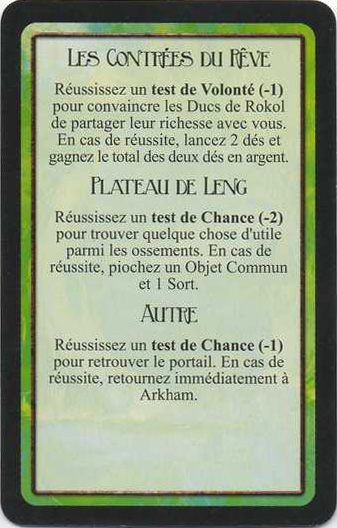 Les Contrées du Rêve
Réussissez un test de Volonté (-1)
pour convaincre les Ducs de Rokol
de partager leur richesse avec vous.
En cas de réussite, lancez 2 dés et
gagnez le total des deux dés en argent.
Plateau de Leng
Réussissez un test de Chance (-2)
pour trouver quelque chose d'utile
parmi les ossements. En cas de
réussite, piochez un Objet Commun
et 1 Sort.
Autre
Réussissez un test de Chance (-1)
pour retrouver le portail. En cas de
réussite, retournez immédiatement à
Arkham.